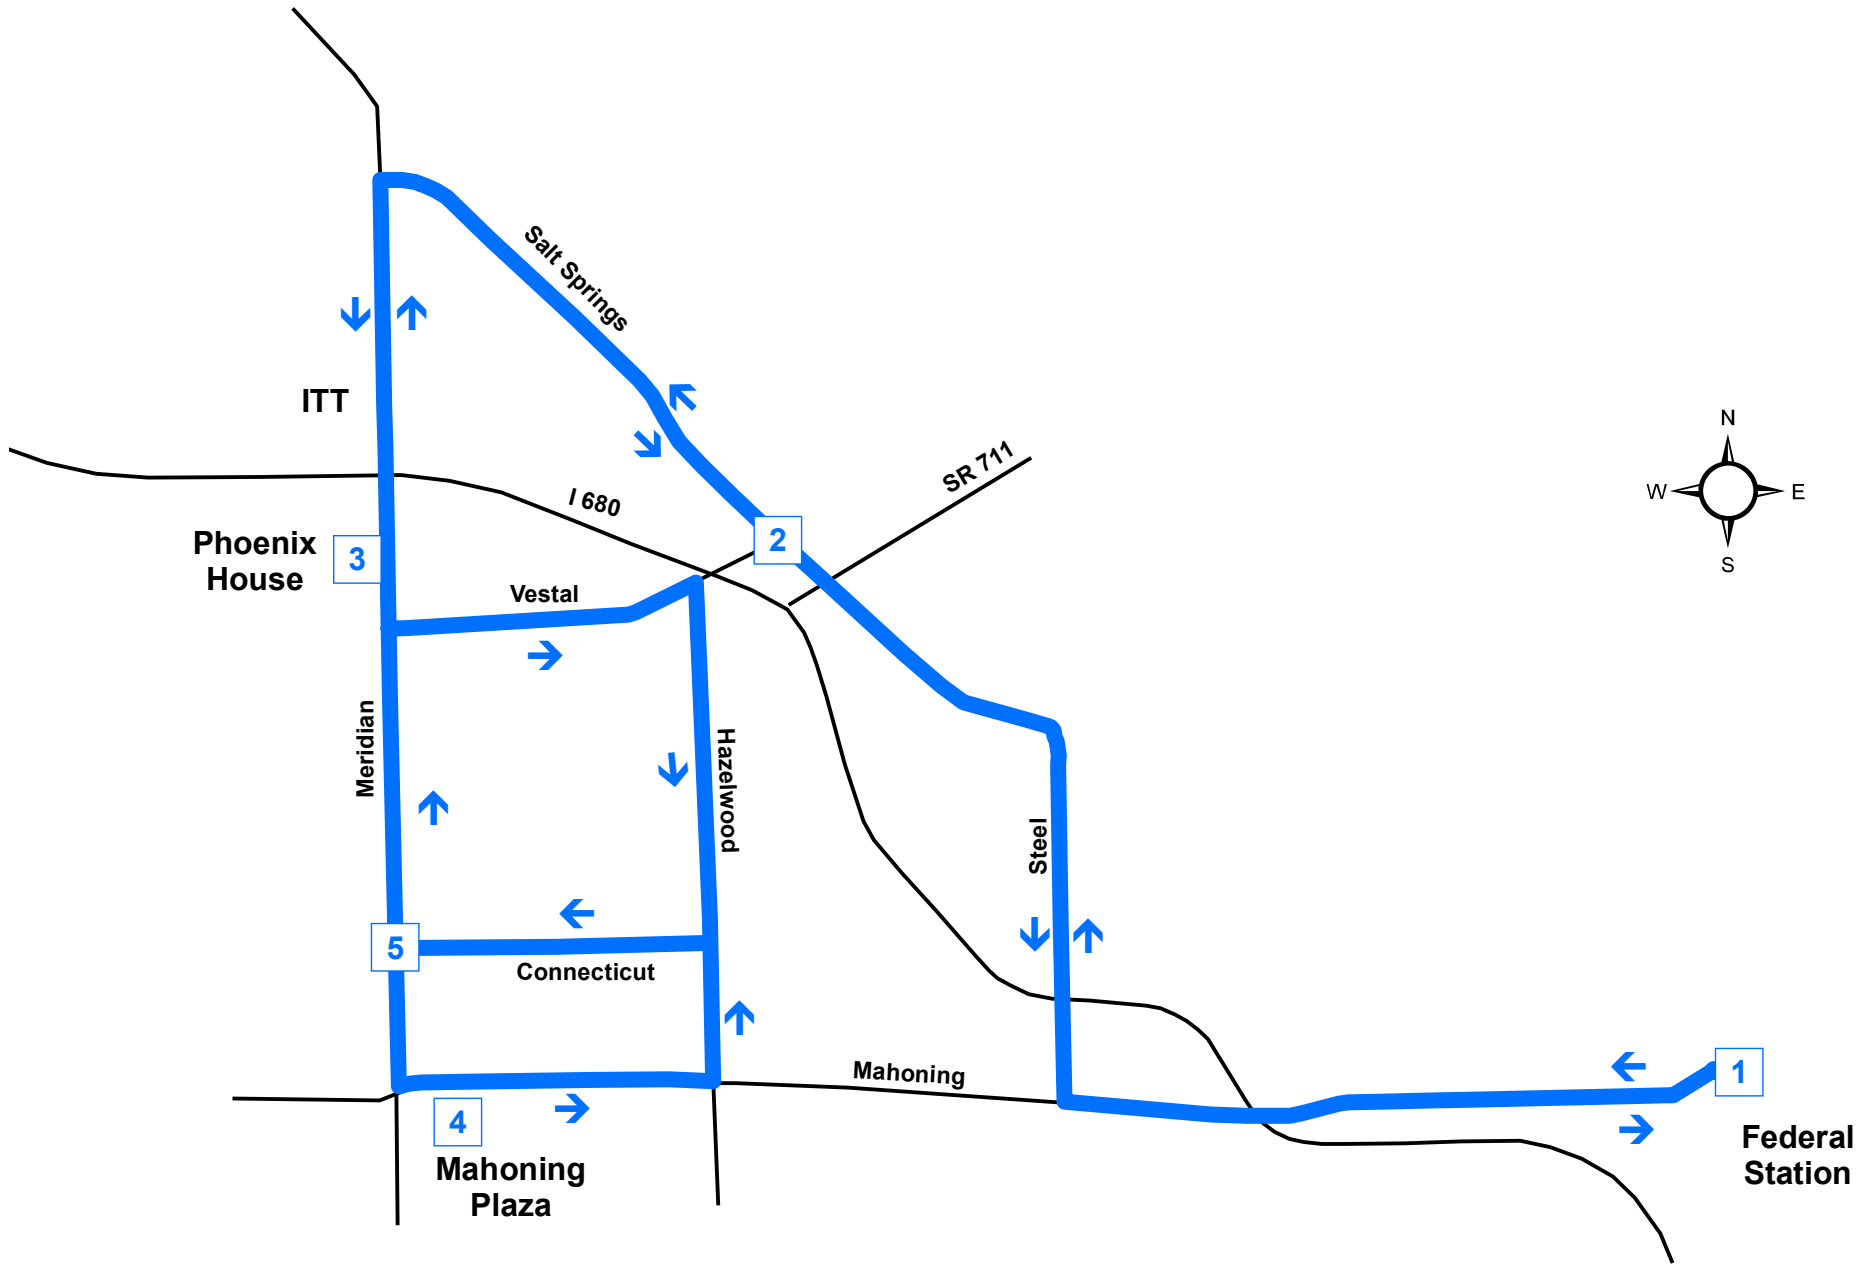 Salt Springs
ITT
N
W
E
S
SR 711
I 680
Phoenix
House
3
2
Vestal
Meridian
Hazelwood
Steel
5
Connecticut
Mahoning
1
4
Federal
Station
Mahoning
Plaza